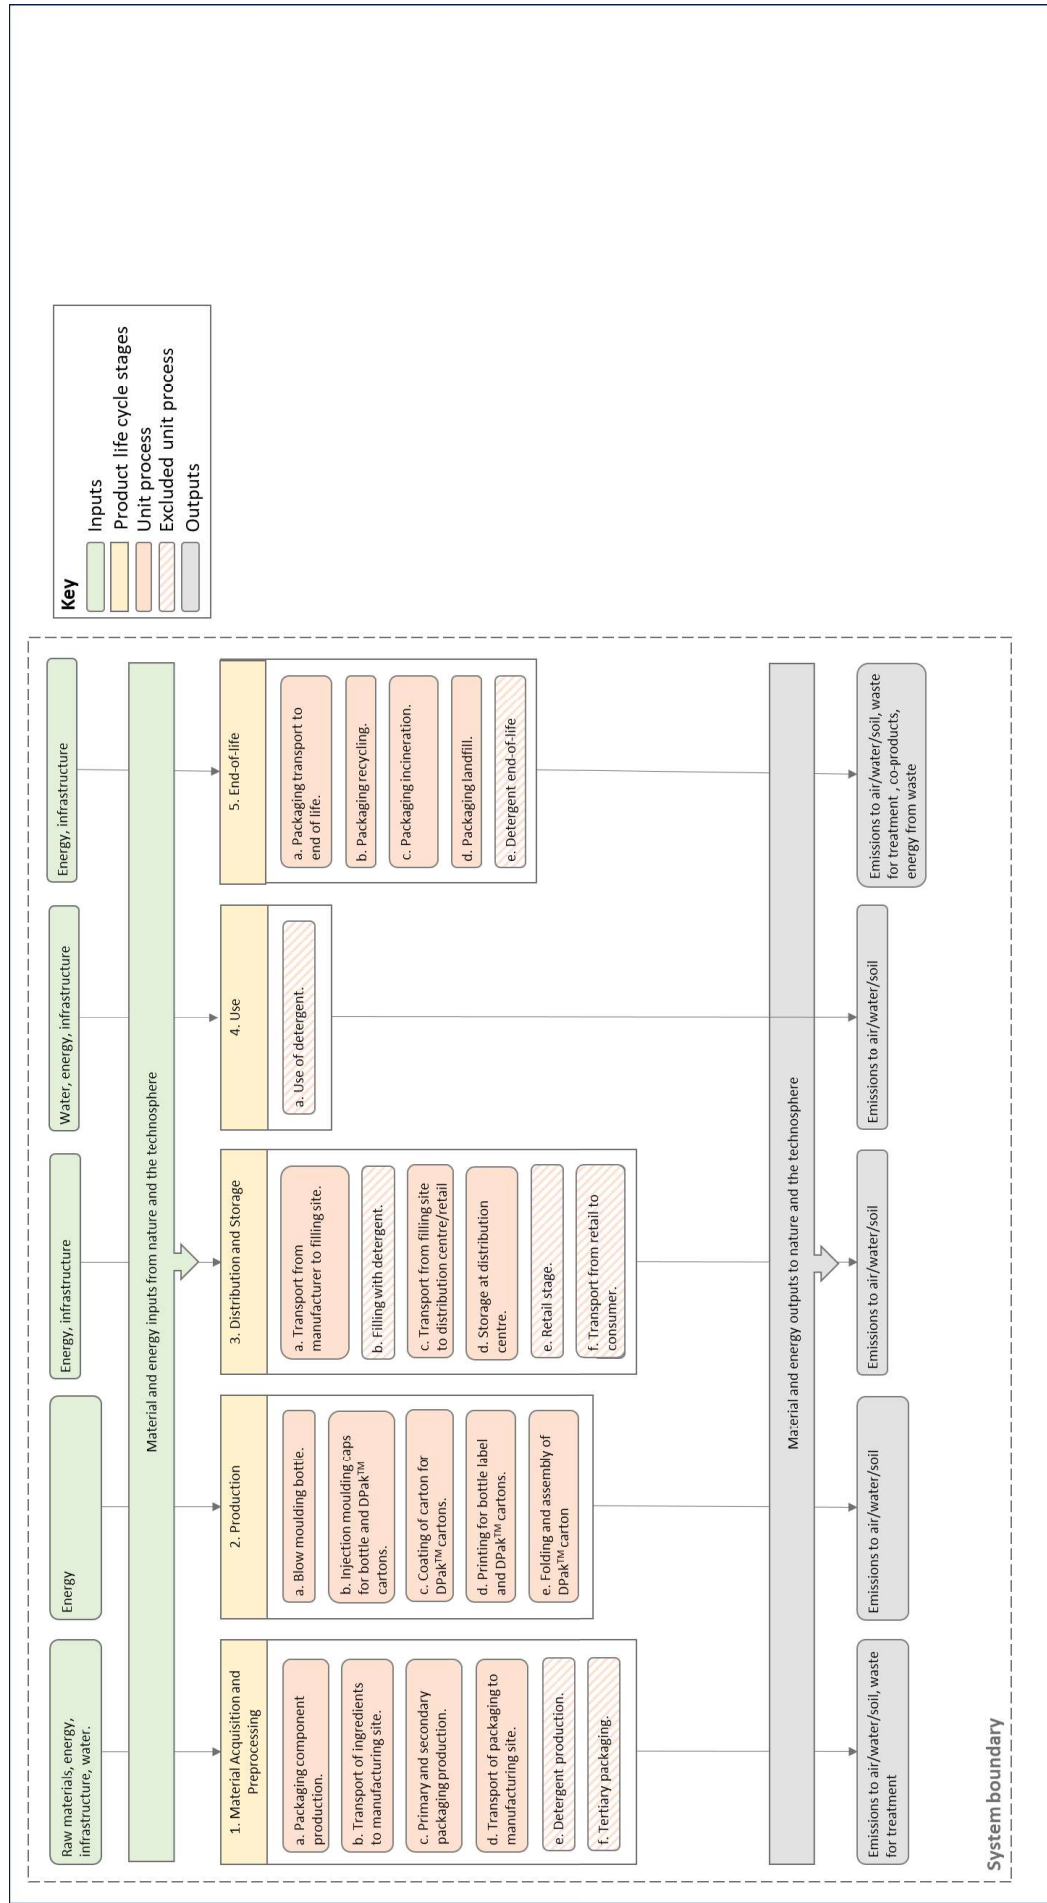 Raw materials, energy,
infrastructure, water.
Energy
Energy, infrastructure
Water, energy, infrastructure
Energy, infrastructure
Material and energy inputs from nature and the technosphere
1. Material Acquisition and
Preprocessing
a. Packaging component
production.
b. Transport of ingredients
to manufacturing site.
c. Primary and secondary
packaging production.
d. Transport of packaging to
manufacturing site.
e. Detergent production.
f. Tertiary packaging.
2. Production
a. Blow moulding bottle.
b. Injection moulding caps
for bottle and DPak™
cartons.
c. Coating of carton for
DPak™ cartons.
d. Printing for bottle label
and DPak™ cartons.
e. Folding and assembly of
DPak™ carton
3. Distribution and Storage
a. Transport from
manufacturer to filling site.
b. Filling with detergent.
c. Transport from filling site
to distribution centre/retail
d. Storage at distribution
centre.
e. Retail stage.
f. Transport from retail to
consumer.
4. Use
a. Use of detergent.
5. End-of-life
a. Packaging transport to
end of life.
b. Packaging recycling.
c. Packaging incineration.
d. Packaging landfill.
e. Detergent end-of-life
Material and energy outputs to nature and the technosphere
Emissions to air/water/soil, waste
for treatment
Emissions to air/water/soil
Emissions to air/water/soil
Emissions to air/water/soil
Emissions to air/water/soil, waste
for treatment , co-products,
energy from waste
System boundary
Key
Inputs
Product life cycle stages
Unit process
Excluded unit process
Outputs